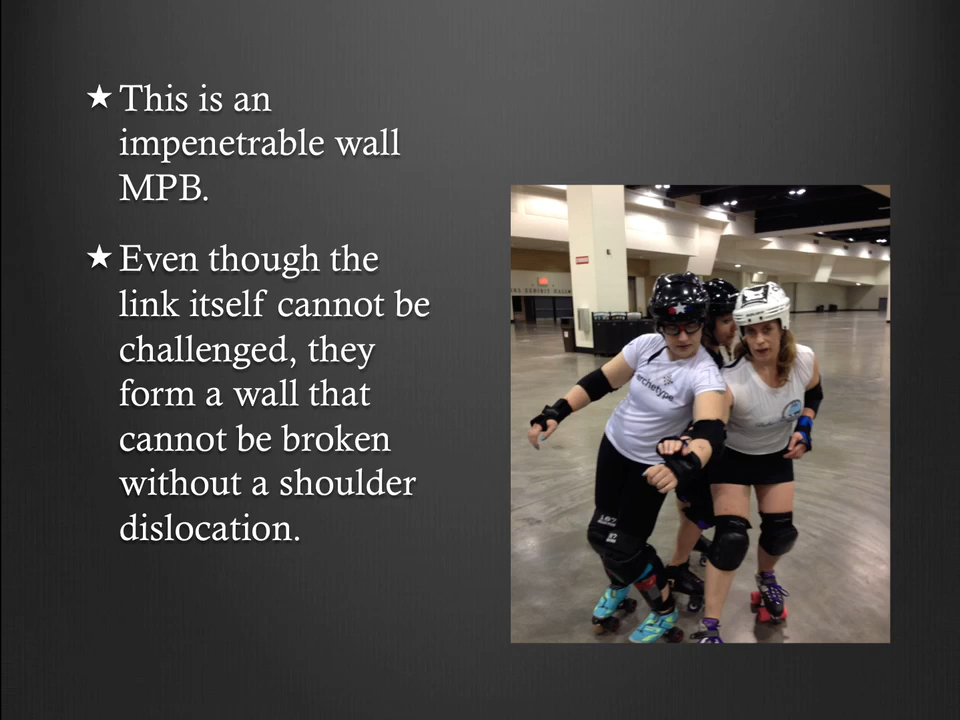 ★ This is an
impenetrable wall
MPB.
★ Even though the
link itself cannot be
challenged, they
form a wall that
cannot be broken
without a shoulder
dislocation.
archetype
187